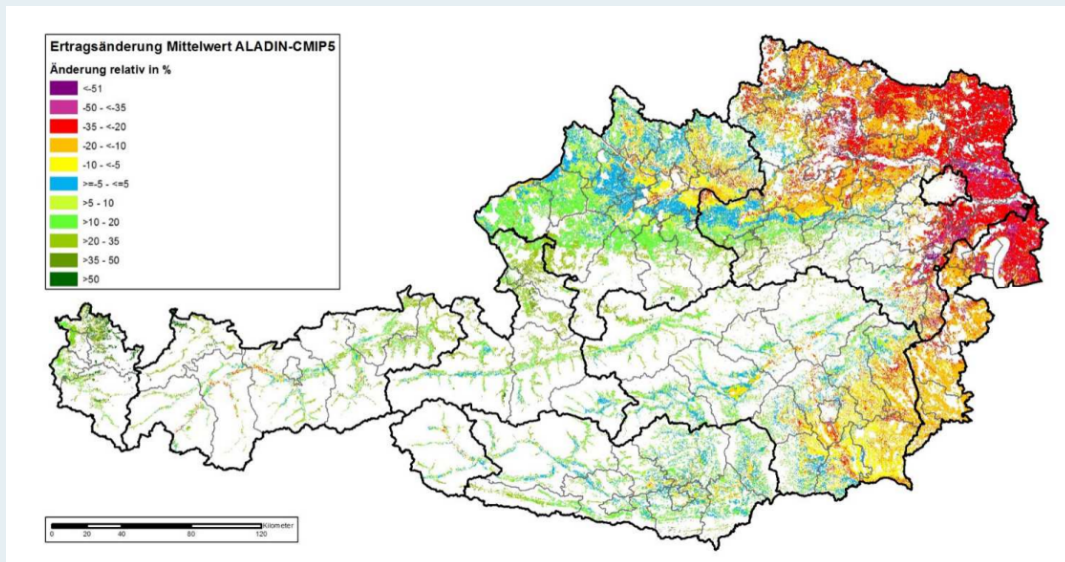 Ertragsänderung Mittelwert ALADIN-CMIP5
Änderung relativ in %
<-51
-50 - <-35
-35 - <-20
-20 - <-10
-10 - <-5
>=-5 - <=5
>5 - 10
>10 - 20
>20 - 35
>35 - 50
>50
Kilometer
0 20 40 80 120